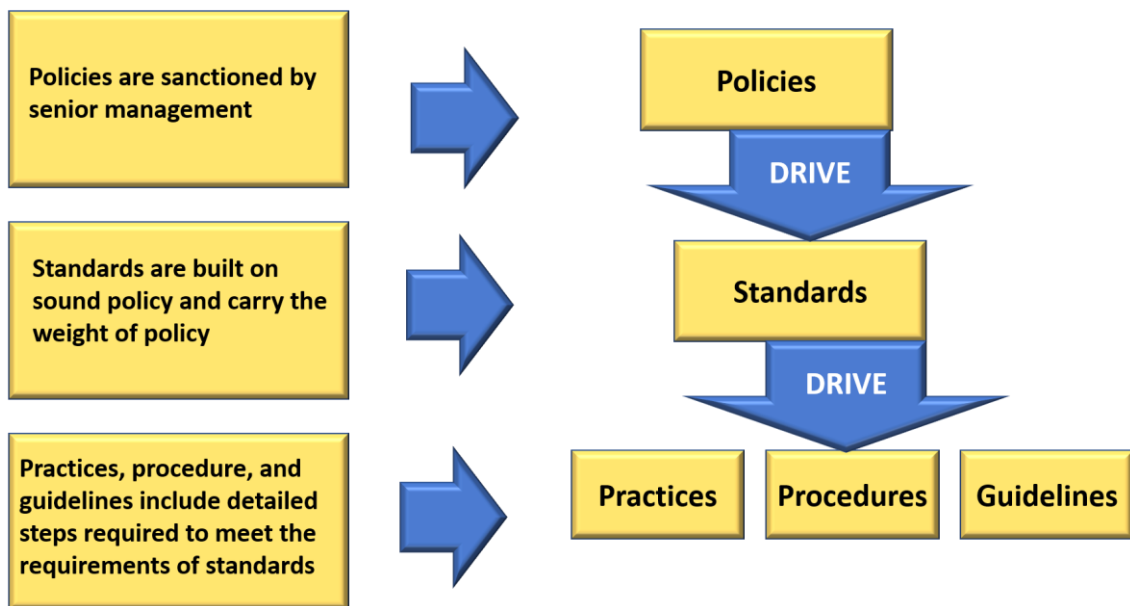 Policies are sanctioned by
senior management
Policies
DRIVE
Standards are built on
sound policy and carry the
weight of policy
Standards
DRIVE
Practices, procedure, and
guidelines include detailed
steps required to meet the
requirements of standards
Practices
Procedures
Guidelines